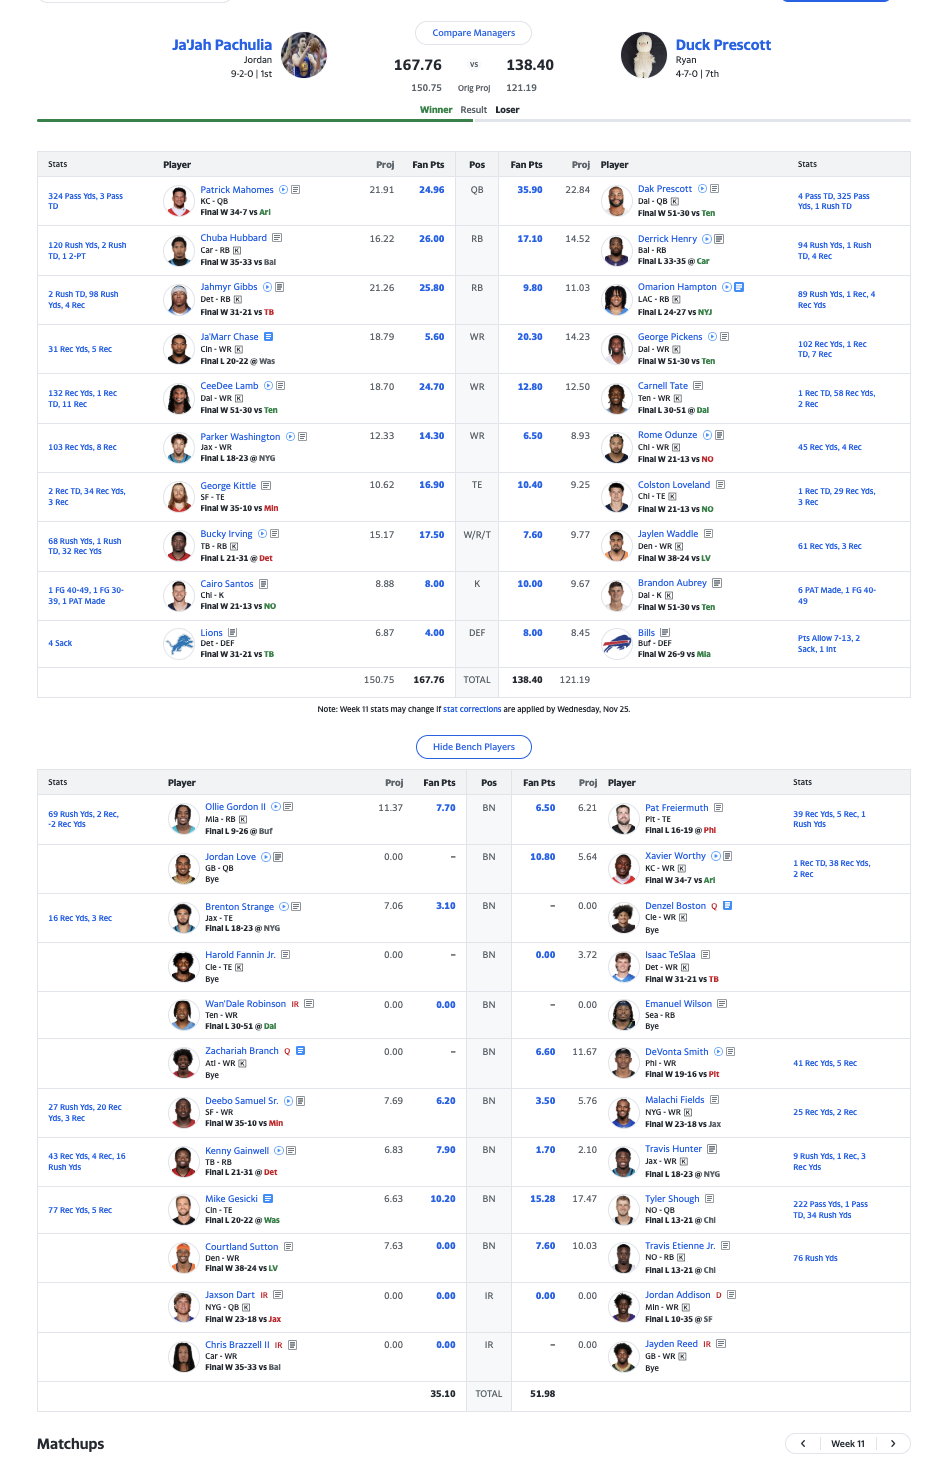 Compare Managers
Ja'Jah Pachulia
Jordan
9-2-0 | 1st
167.76 vs 138.40
150.75 Orig Proj 121.19
Winner Result Loser
Duck Prescott
Ryan
4-7-0 | 7th
Stats Player Proj Fan Pts Pos Fan Pts Proj Player Stats
324 Pass Yds, 3 Pass
TD
Patrick Mahomes
KC - QB
Final W 34-7 vs Ari
21.91 24.96 QB 35.90 22.84
Dak Prescott
Dal - QB K
Final W 51-30 vs Ten
4 Pass TD, 325 Pass
Yds, 1 Rush TD
120 Rush Yds, 2 Rush
TD, 1 2-PT
Chuba Hubbard
Car - RB K
Final W 35-33 vs Bal
16.22 26.00 RB 17.10 14.52
Derrick Henry
Bal - RB
Final L 33-35 @ Car
94 Rush Yds, 1 Rush
TD, 4 Rec
2 Rush TD, 98 Rush
Yds, 4 Rec
Jahmyr Gibbs
Det - RB K
Final W 31-21 vs TB
21.26 25.80 RB 9.80 11.03
Omarion Hampton
LAC - RB K
Final L 24-27 vs NYJ
89 Rush Yds, 1 Rec, 4
Rec Yds
31 Rec Yds, 5 Rec
Ja'Marr Chase
Cin - WR K
Final L 20-22 @ Was
18.79 5.60 WR 20.30 14.23
George Pickens
Dal - WR K
Final W 51-30 vs Ten
102 Rec Yds, 1 Rec
TD, 7 Rec
132 Rec Yds, 1 Rec
TD, 11 Rec
CeeDee Lamb
Dal - WR K
Final W 51-30 vs Ten
18.70 24.70 WR 12.80 12.50
Carnell Tate
Ten - WR K
Final L 30-51 @ Dal
1 Rec TD, 58 Rec Yds,
2 Rec
103 Rec Yds, 8 Rec
Parker Washington
Jax - WR
Final L 18-23 @ NYG
12.33 14.30 WR 6.50 8.93
Rome Odunze
Chi - WR K
Final W 21-13 vs NO
45 Rec Yds, 4 Rec
2 Rec TD, 34 Rec Yds,
3 Rec
George Kittle
SF - TE
Final W 35-10 vs Min
10.62 16.90 TE 10.40 9.25
Colston Loveland
Chi - TE K
Final W 21-13 vs NO
1 Rec TD, 29 Rec Yds,
3 Rec
68 Rush Yds, 1 Rush
TD, 32 Rec Yds
Bucky Irving
TB - RB K
Final L 21-31 @ Det
15.17 17.50 W/R/T 7.60 9.77
Jaylen Waddle
Den - WR K
Final W 38-24 vs LV
61 Rec Yds, 3 Rec
1 FG 40-49, 1 FG 30-
39, 1 PAT Made
Cairo Santos
Chi - K
Final W 21-13 vs NO
8.88 8.00 K 10.00 9.67
Brandon Aubrey
Dal - K K
Final W 51-30 vs Ten
6 PAT Made, 1 FG 40-
49
4 Sack
Lions
Det - DEF
Final W 31-21 vs TB
6.87 4.00 DEF 8.00 8.45
Bills
Buf - DEF
Final W 26-9 vs Mia
Pts Allow 7-13, 2
Sack, 1 Int
150.75 167.76 TOTAL 138.40 121.19
Note: Week 11 stats may change if stat corrections are applied by Wednesday, Nov 25.
Hide Bench Players
Stats Player Proj Fan Pts Pos Fan Pts Proj Player Stats
69 Rush Yds, 2 Rec,
-2 Rec Yds
Ollie Gordon II
Mia - RB K
Final L 9-26 @ Buf
11.37 7.70 BN 6.50 6.21
Pat Freiermuth
Pit - TE
Final L 16-19 @ Phi
39 Rec Yds, 5 Rec, 1
Rush Yds
Jordan Love
GB - QB
Bye
0.00 – BN 10.80 5.64
Xavier Worthy
KC - WR K
Final W 34-7 vs Ari
1 Rec TD, 38 Rec Yds,
2 Rec
16 Rec Yds, 3 Rec
Brenton Strange
Jax - TE
Final L 18-23 @ NYG
7.06 3.10 BN – 0.00
Denzel Boston Q
Cle - WR K
Bye
Harold Fannin Jr.
Cle - TE K
Bye
0.00 – BN 0.00 3.72
Isaac TeSlaa
Det - WR K
Final W 31-21 vs TB
Wan'Dale Robinson IR
Ten - WR
Final L 30-51 @ Dal
0.00 0.00 BN – 0.00
Emanuel Wilson
Sea - RB
Bye
Zachariah Branch Q
Atl - WR K
Bye
0.00 – BN 6.60 11.67
DeVonta Smith
Phi - WR
Final W 19-16 vs Pit
41 Rec Yds, 5 Rec
27 Rush Yds, 20 Rec
Yds, 3 Rec
Deebo Samuel Sr.
SF - WR
Final W 35-10 vs Min
7.69 6.20 BN 3.50 5.76
Malachi Fields
NYG - WR K
Final W 23-18 vs Jax
25 Rec Yds, 2 Rec
43 Rec Yds, 4 Rec, 16
Rush Yds
Kenny Gainwell
TB - RB
Final L 21-31 @ Det
6.83 7.90 BN 1.70 2.10
Travis Hunter
Jax - WR K
Final L 18-23 @ NYG
9 Rush Yds, 1 Rec, 3
Rec Yds
77 Rec Yds, 5 Rec
Mike Gesicki
Cin - TE
Final L 20-22 @ Was
6.63 10.20 BN 15.28 17.47
Tyler Shough
NO - QB
Final L 13-21 @ Chi
222 Pass Yds, 1 Pass
TD, 34 Rush Yds
Courtland Sutton
Den - WR
Final W 38-24 vs LV
7.63 0.00 BN 7.60 10.03
Travis Etienne Jr.
NO - RB K
Final L 13-21 @ Chi
76 Rush Yds
Jaxson Dart IR
NYG - QB K
Final W 23-18 vs Jax
0.00 0.00 IR 0.00 0.00
Jordan Addison D
Min - WR K
Final L 10-35 @ SF
Chris Brazzell II IR
Car - WR
Final W 35-33 vs Bal
0.00 0.00 IR – 0.00
Jayden Reed IR
GB - WR K
Bye
35.10 TOTAL 51.98
Matchups
Week 11